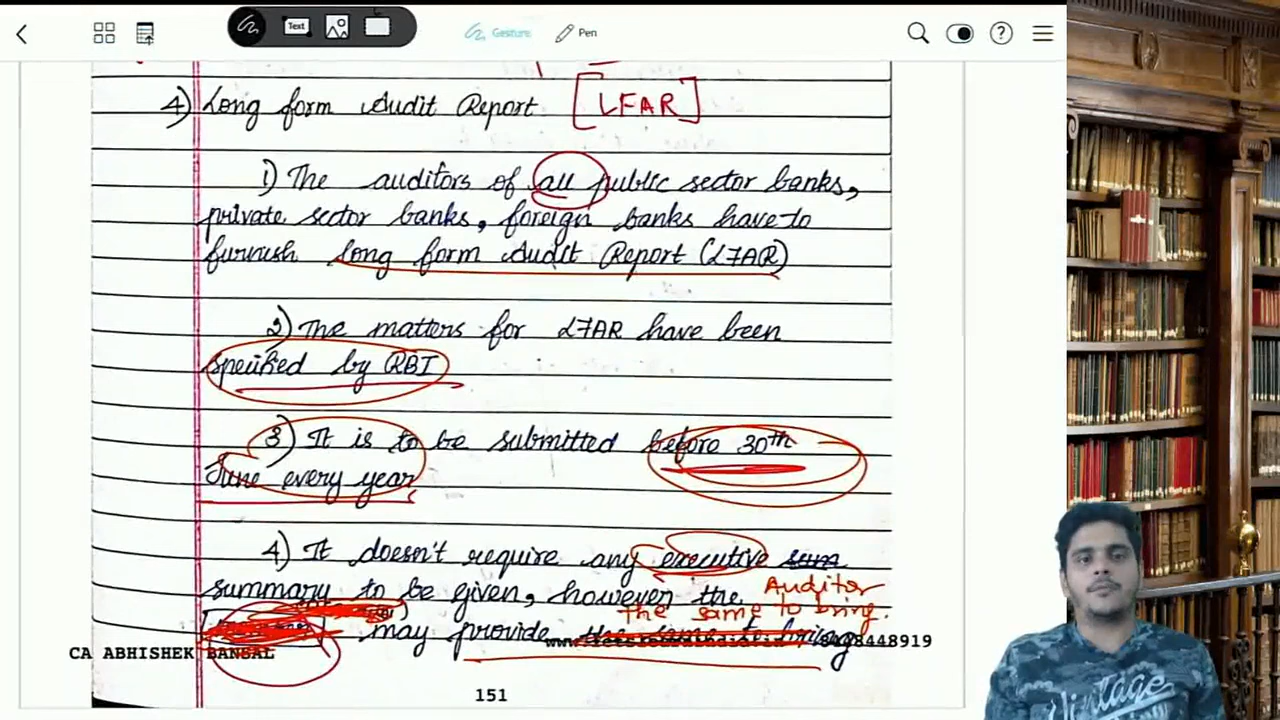 Text
Gesture
Pen
4) Long form Audit Report [LFAR]
1) The auditors of all public sector banks,
private sector banks, foreign banks have to
furnish long form Audit Report (LFAR)
2) The matters for LFAR have been
specified by RBI
3) It is to be submitted before 30th
June every year
4) It doesn't require any executive
summary to be given, however the Auditor
the same to bring.
may provide
8448919
CA ABHISHEK BANSAL
151
Vintage